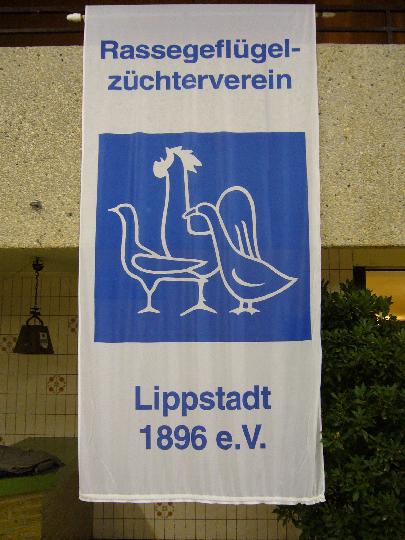 Rassegeflügel-
züchterverein
Lippstadt
1896 e.V.